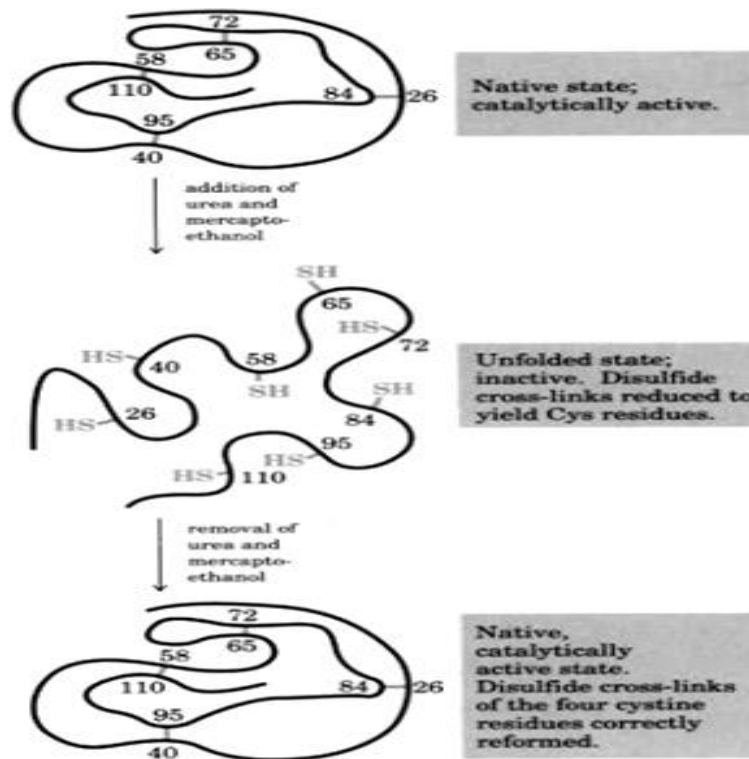 72
58
65
110
84
26
95
40
Native state;
catalytically active.
addition of
urea and
mercapto-
ethanol
SH
65
HS
72
HS
40
58
SH
SH
84
26
HS
95
HS
HS
110
Unfolded state;
inactive. Disulfide
cross-links reduced to
yield Cys residues.
removal of
urea and
mercapto-
ethanol
72
58
65
110
84
26
95
40
Native,
catalytically
active state.
Disulfide cross-links
of the four cystine
residues correctly
reformed.